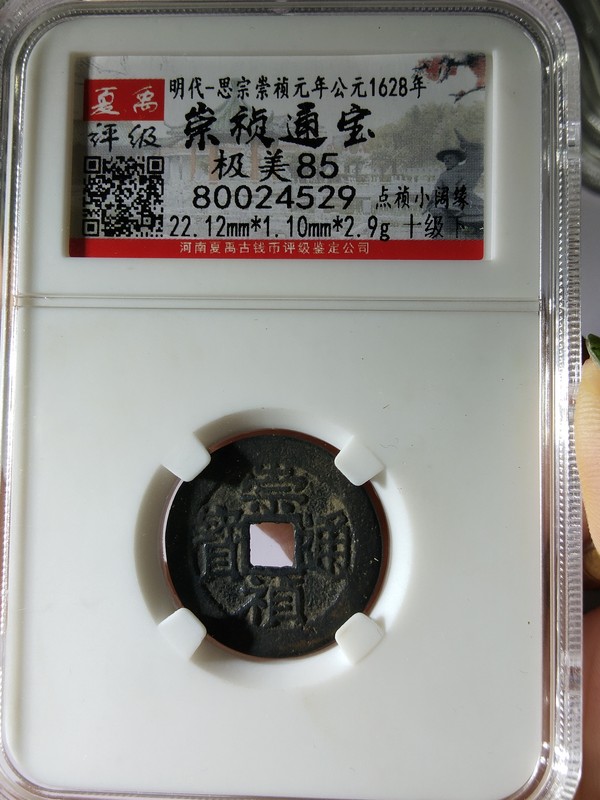 夏禹
评级
明代-思宗崇祯元年公元1628年
崇祯通宝
极美85
80024529 点祯小阔缘
22.12mm*1.10mm*2.9g 十级下
河南夏禹古钱币评级鉴定公司
崇祯通寳